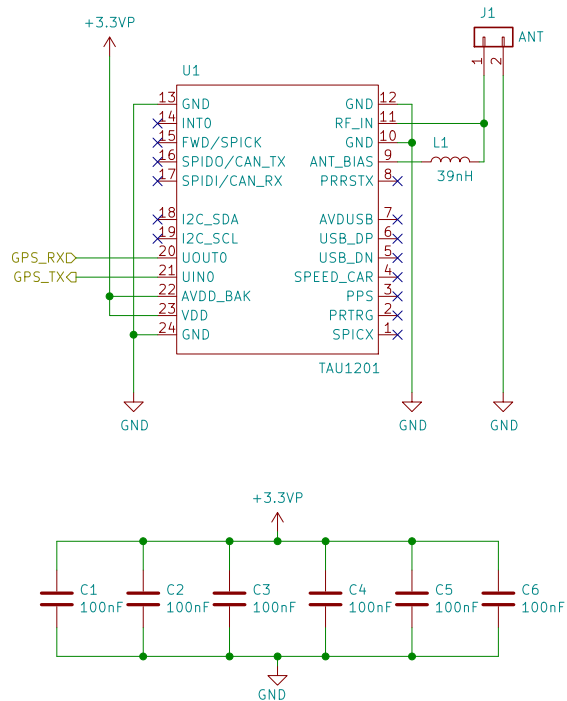 J1
ANT
1
2
+3.3VP
U1
13 GND
14 INT0
15 FWD/SPICK
16 SPIDO/CAN_TX
17 SPIDI/CAN_RX
18 I2C_SDA
19 I2C_SCL
20 UOUT0
21 UIN0
22 AVDD_BAK
23 VDD
24 GND
GND 12
RF_IN 11
GND 10
ANT_BIAS 9
PRRSTX 8
AVDUSB 7
USB_DP 6
USB_DN 5
SPEED_CAR 4
PPS 3
PRTRG 2
SPICX 1
L1
39nH
GPS_RX
GPS_TX
TAU1201
GND
GND
GND
+3.3VP
C1
100nF
C2
100nF
C3
100nF
C4
100nF
C5
100nF
C6
100nF
GND